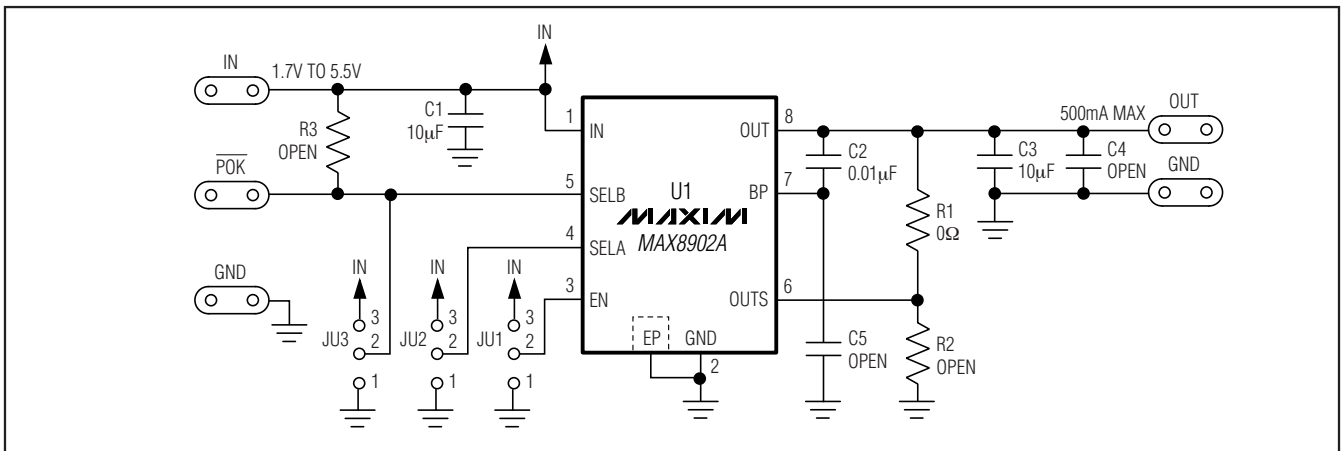 IN
1.7V TO 5.5V
IN
C1
10μF
R3
OPEN
P̅O̅K̅
GND
1
IN
5
SELB
4
SELA
3
EN
U1
MAXIM
MAX8902A
EP
GND
2
8
OUT
7
BP
6
OUTS
C2
0.01μF
C5
OPEN
R1
0Ω
R2
OPEN
C3
10μF
C4
OPEN
500mA MAX
OUT
GND
IN
3
JU3
2
1
IN
3
JU2
2
1
IN
3
JU1
2
1